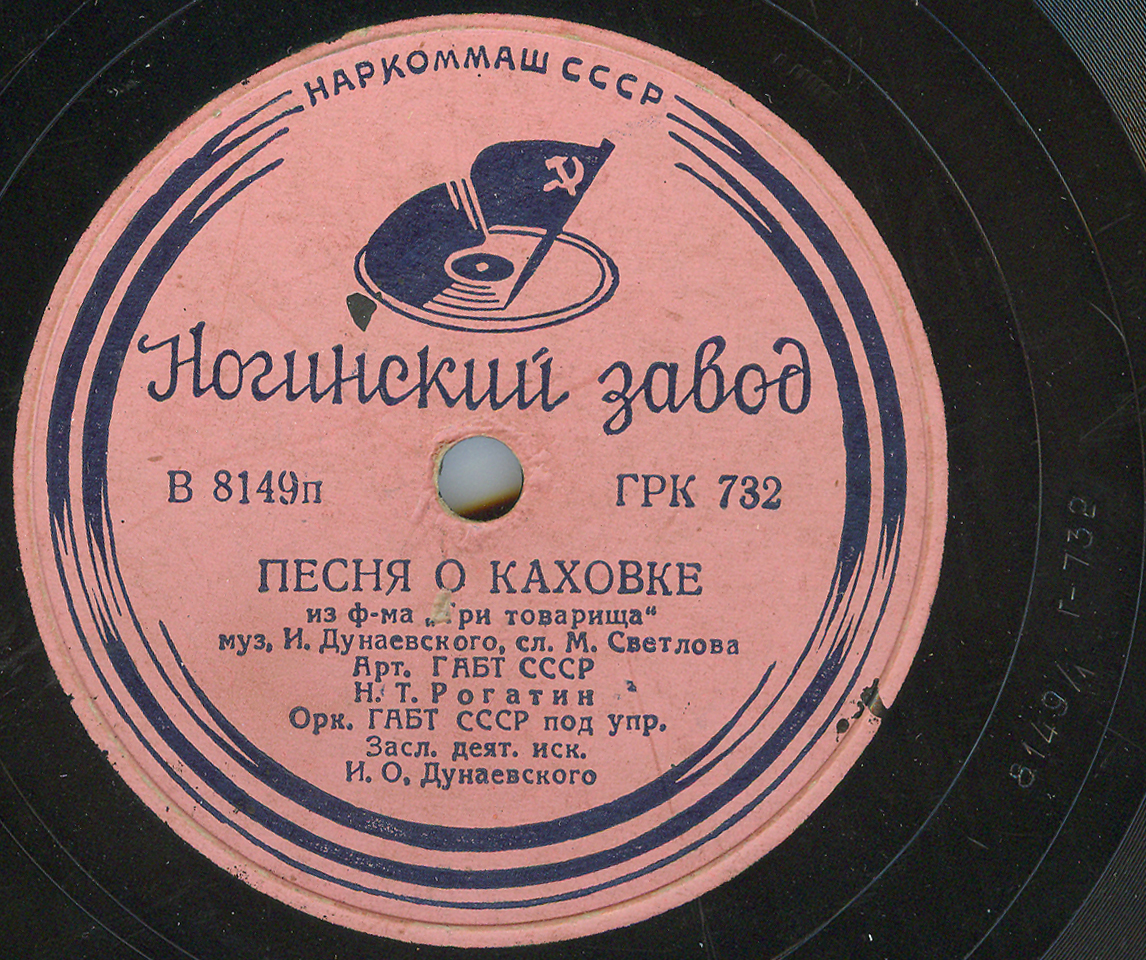 НАРКОММАШ СССР
Ногинский завод
В 8149п ГРК 732
ПЕСНЯ О КАХОВКЕ
из ф-ма „Три товарища“
муз. И. Дунаевского, сл. М. Светлова
Арт. ГАБТ СССР
Н. Т. Рогатин
Орк. ГАБТ СССР под упр.
Засл. деят. иск.
И. О. Дунаевского
8149/1 Г-732